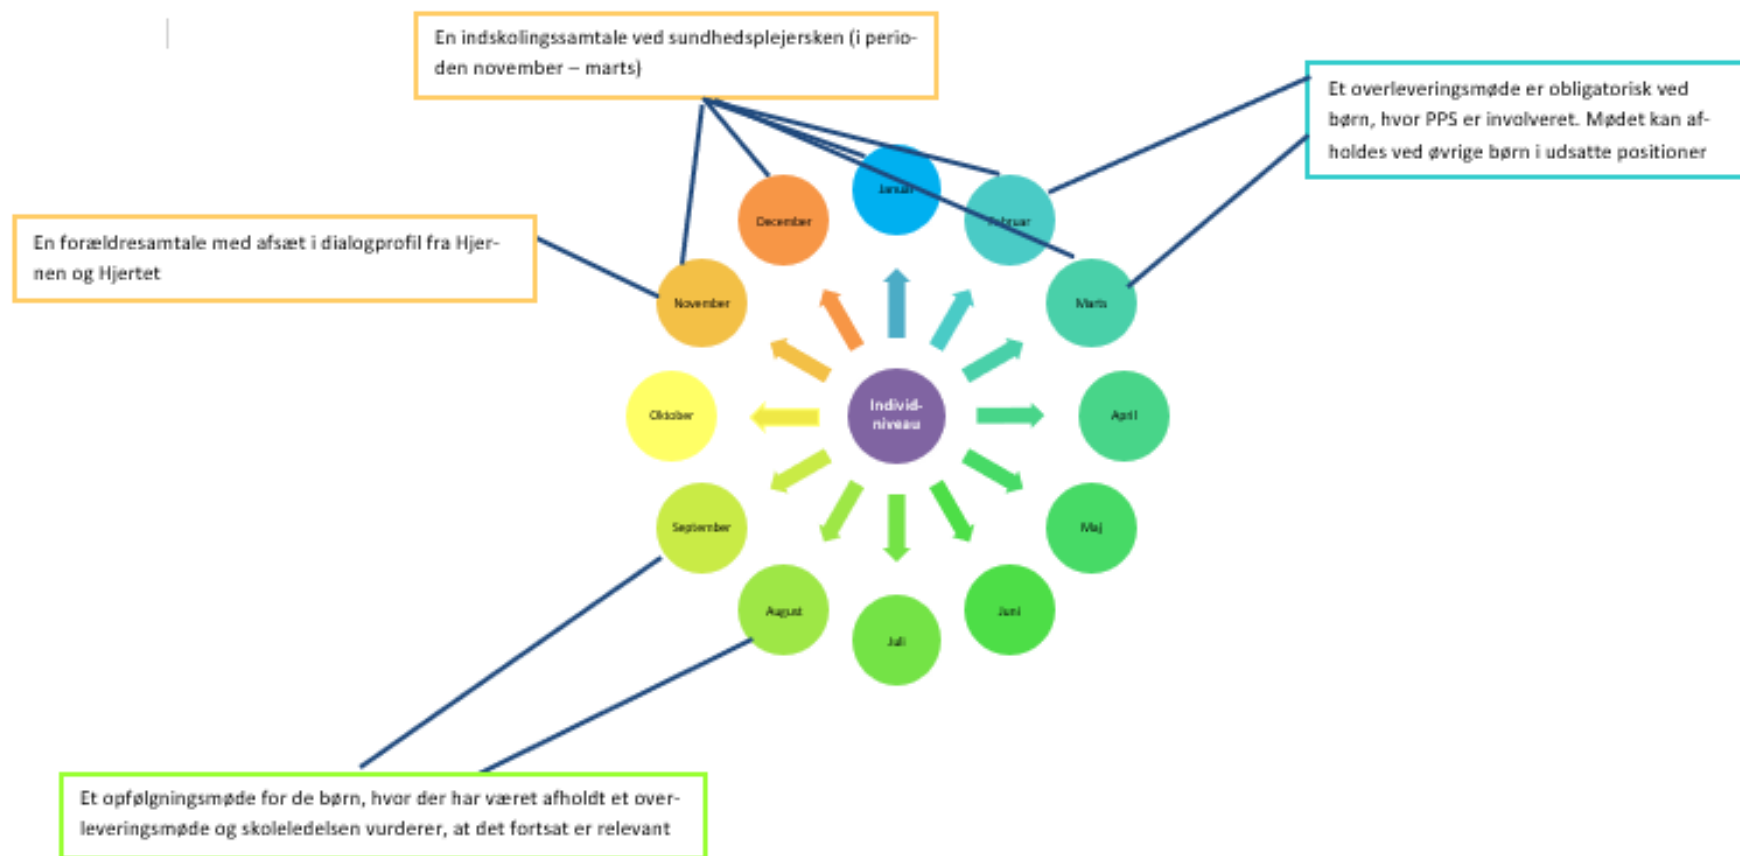 En indskolingssamtale ved sundhedsplejersken (i perio-
den november – marts)
Et overleveringsmøde er obligatorisk ved
børn, hvor PPS er involveret. Mødet kan af-
holdes ved øvrige børn i udsatte positioner
En forældresamtale med afsæt i dialogprofil fra Hjer-
nen og Hjertet
Januar
Februar
Marts
April
Maj
Juni
Juli
August
September
Oktober
November
December
Individ-
niveau
Et opfølgningsmøde for de børn, hvor der har været afholdt et over-
leveringsmøde og skoleledelsen vurderer, at det fortsat er relevant